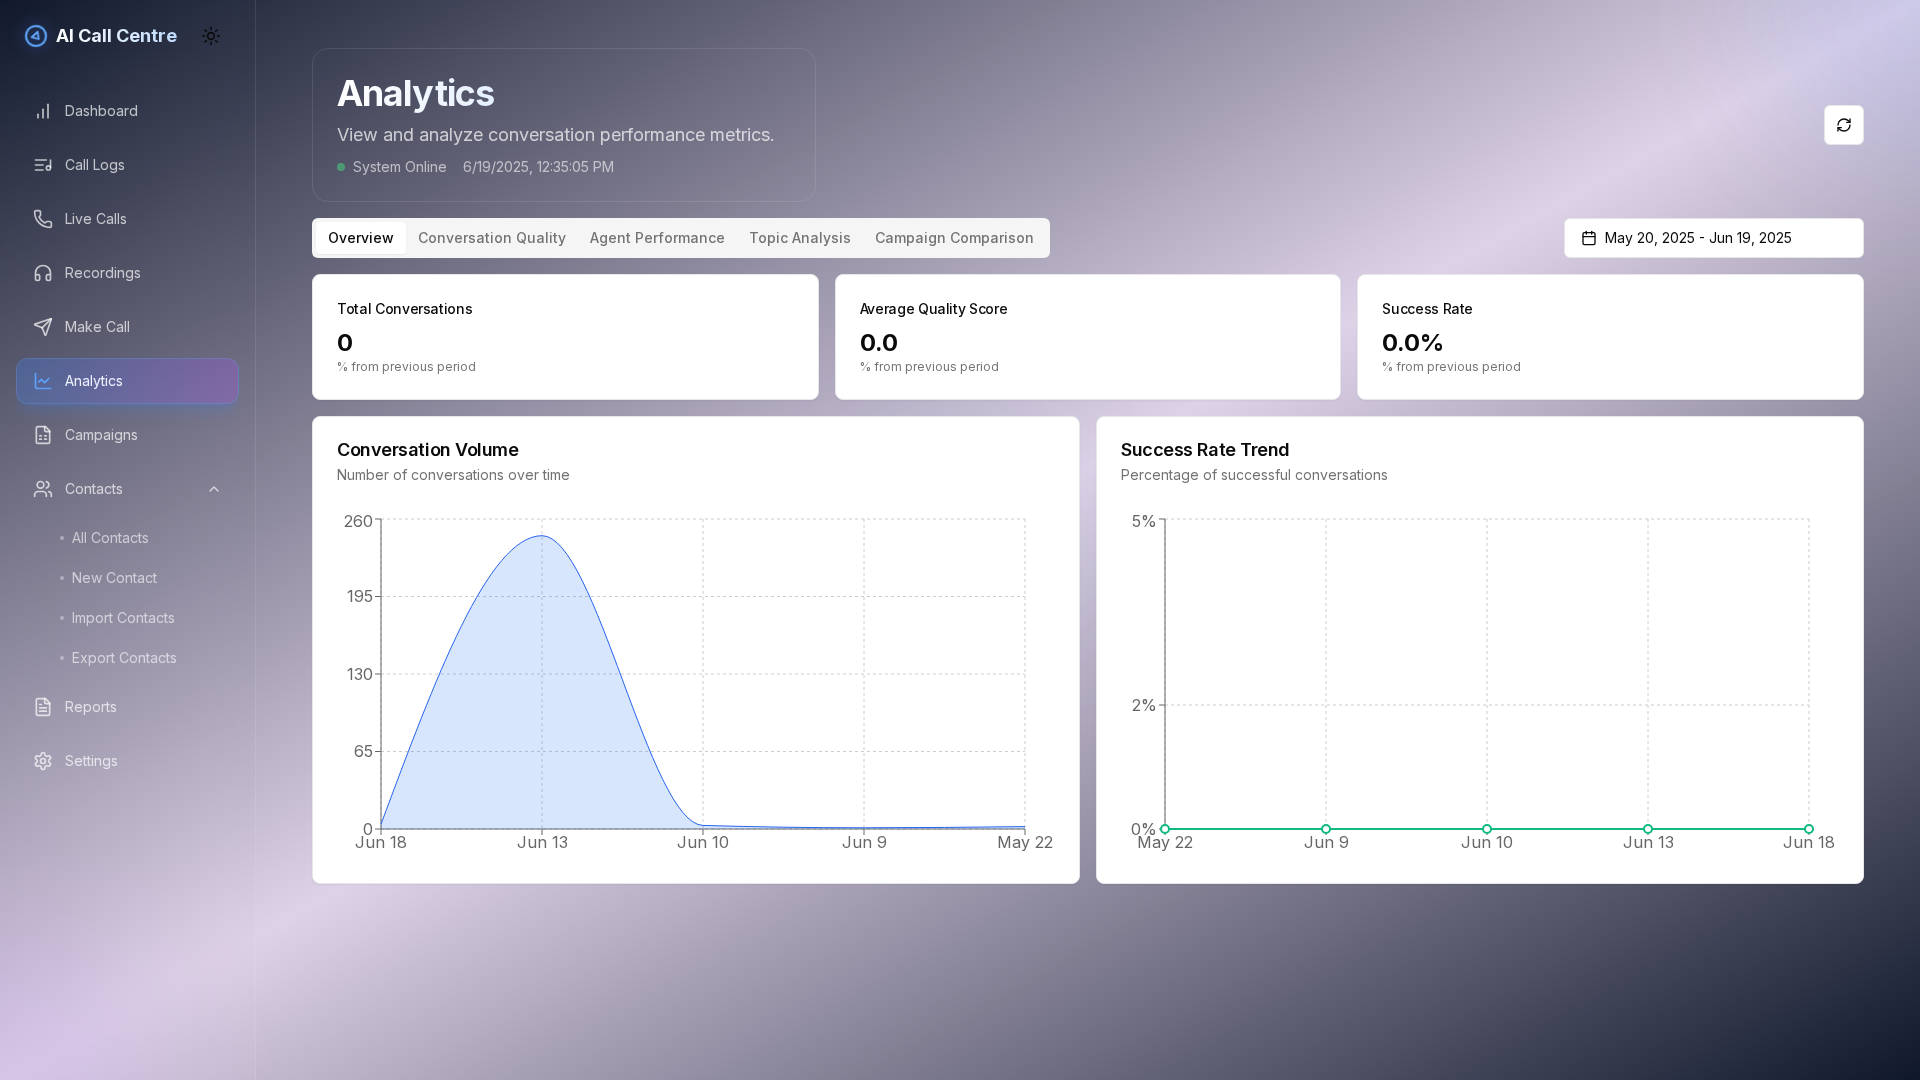 AI Call Centre
Dashboard
Call Logs
Live Calls
Recordings
Make Call
Analytics
Campaigns
Contacts
All Contacts
New Contact
Import Contacts
Export Contacts
Reports
Settings
Analytics
View and analyze conversation performance metrics.
System Online 6/19/2025, 12:35:05 PM
Overview Conversation Quality Agent Performance Topic Analysis Campaign Comparison
May 20, 2025 - Jun 19, 2025
Total Conversations
0
% from previous period
Average Quality Score
0.0
% from previous period
Success Rate
0.0%
% from previous period
Conversation Volume
Number of conversations over time
260
195
130
65
0
Jun 18 Jun 13 Jun 10 Jun 9 May 22
Success Rate Trend
Percentage of successful conversations
5%
2%
0%
May 22 Jun 9 Jun 10 Jun 13 Jun 18